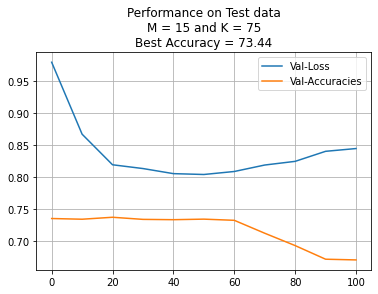 Performance on Test data
M = 15 and K = 75
Best Accuracy = 73.44
Val-Loss
Val-Accuracies
0.95
0.90
0.85
0.80
0.75
0.70
0 20 40 60 80 100